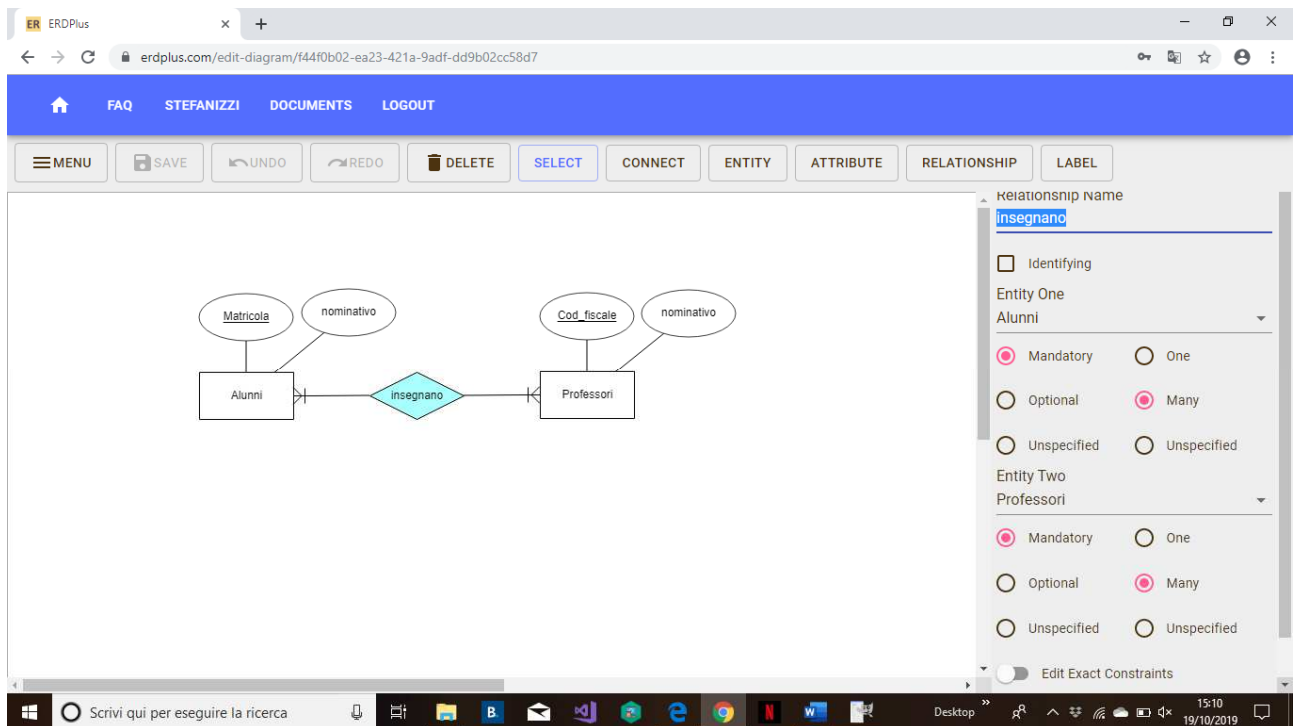 ER ERDPlus
erdplus.com/edit-diagram/f44f0b02-ea23-421a-9adf-dd9b02cc58d7
FAQ STEFANIZZI DOCUMENTS LOGOUT
MENU SAVE UNDO REDO DELETE SELECT CONNECT ENTITY ATTRIBUTE RELATIONSHIP LABEL
Relationship Name
insegnano
Identifying
Entity One
Alunni
Mandatory One
Optional Many
Unspecified Unspecified
Entity Two
Professori
Mandatory One
Optional Many
Unspecified Unspecified
Edit Exact Constraints
Matricola nominativo Cod_fiscale nominativo
Alunni insegnano Professori
Scrivi qui per eseguire la ricerca
B.
N
W
Desktop
15:10
19/10/2019